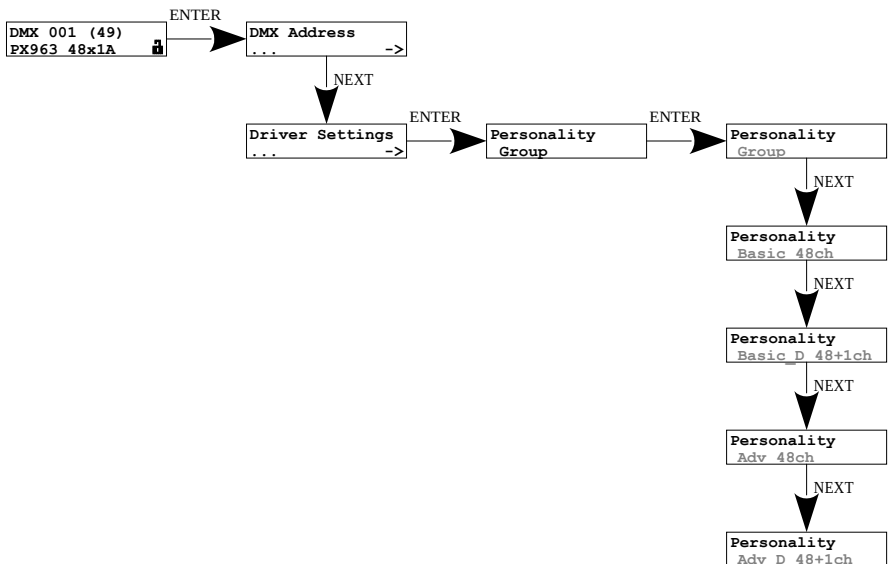 ENTER
DMX 001 (49)
PX963 48x1A
DMX Address
... ->
NEXT
Driver Settings
... ->
ENTER
Personality
Group
ENTER
Personality
Group
NEXT
Personality
Basic 48ch
NEXT
Personality
Basic_D 48+1ch
NEXT
Personality
Adv 48ch
NEXT
Personality
Adv_D 48+1ch